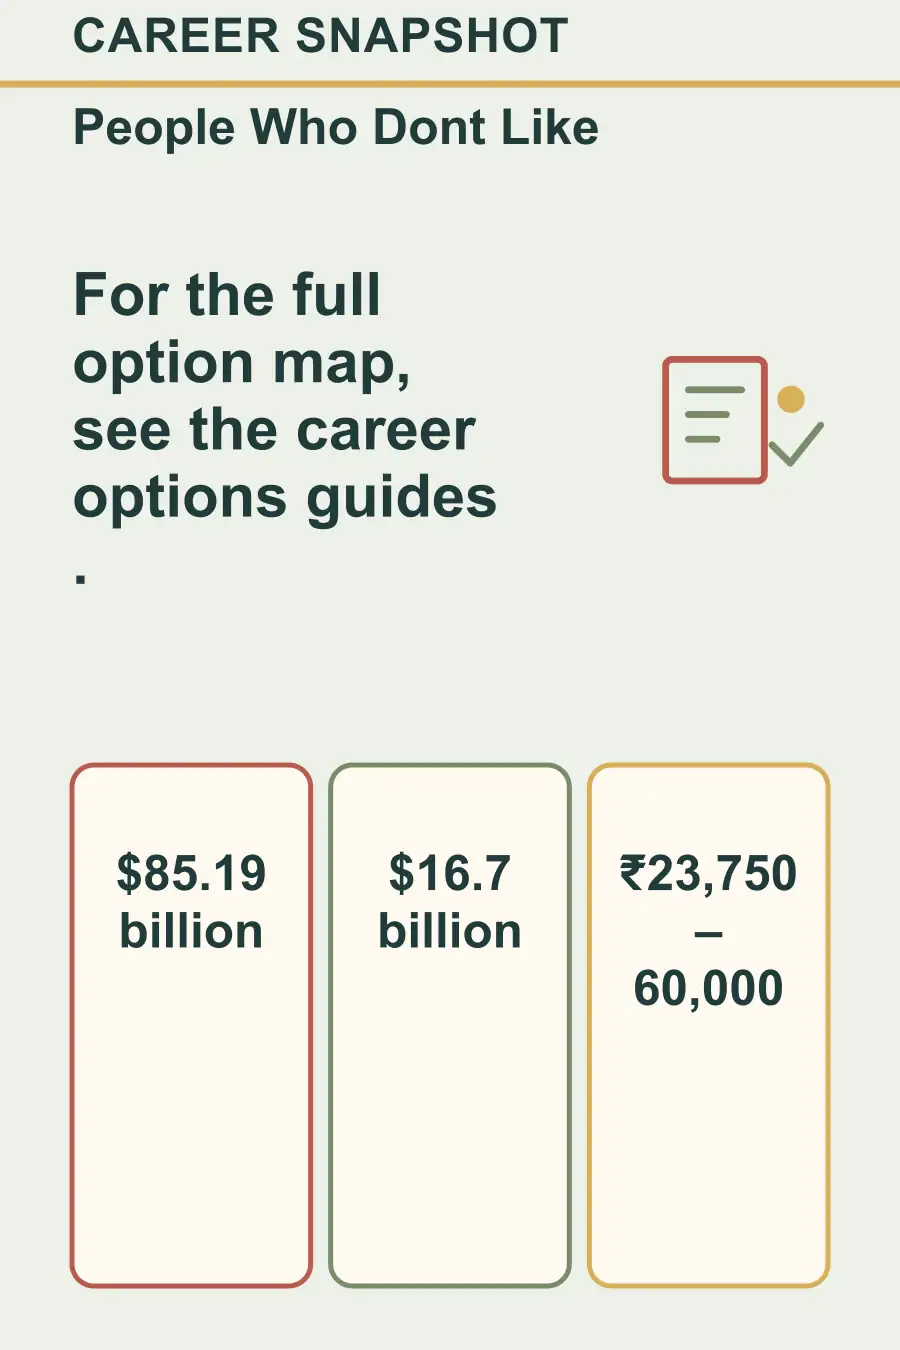 CAREER SNAPSHOT
People Who Dont Like
For the full
option map,
see the career
options guides
.
$85.19
billion
$16.7
billion
₹23,750
–
60,000